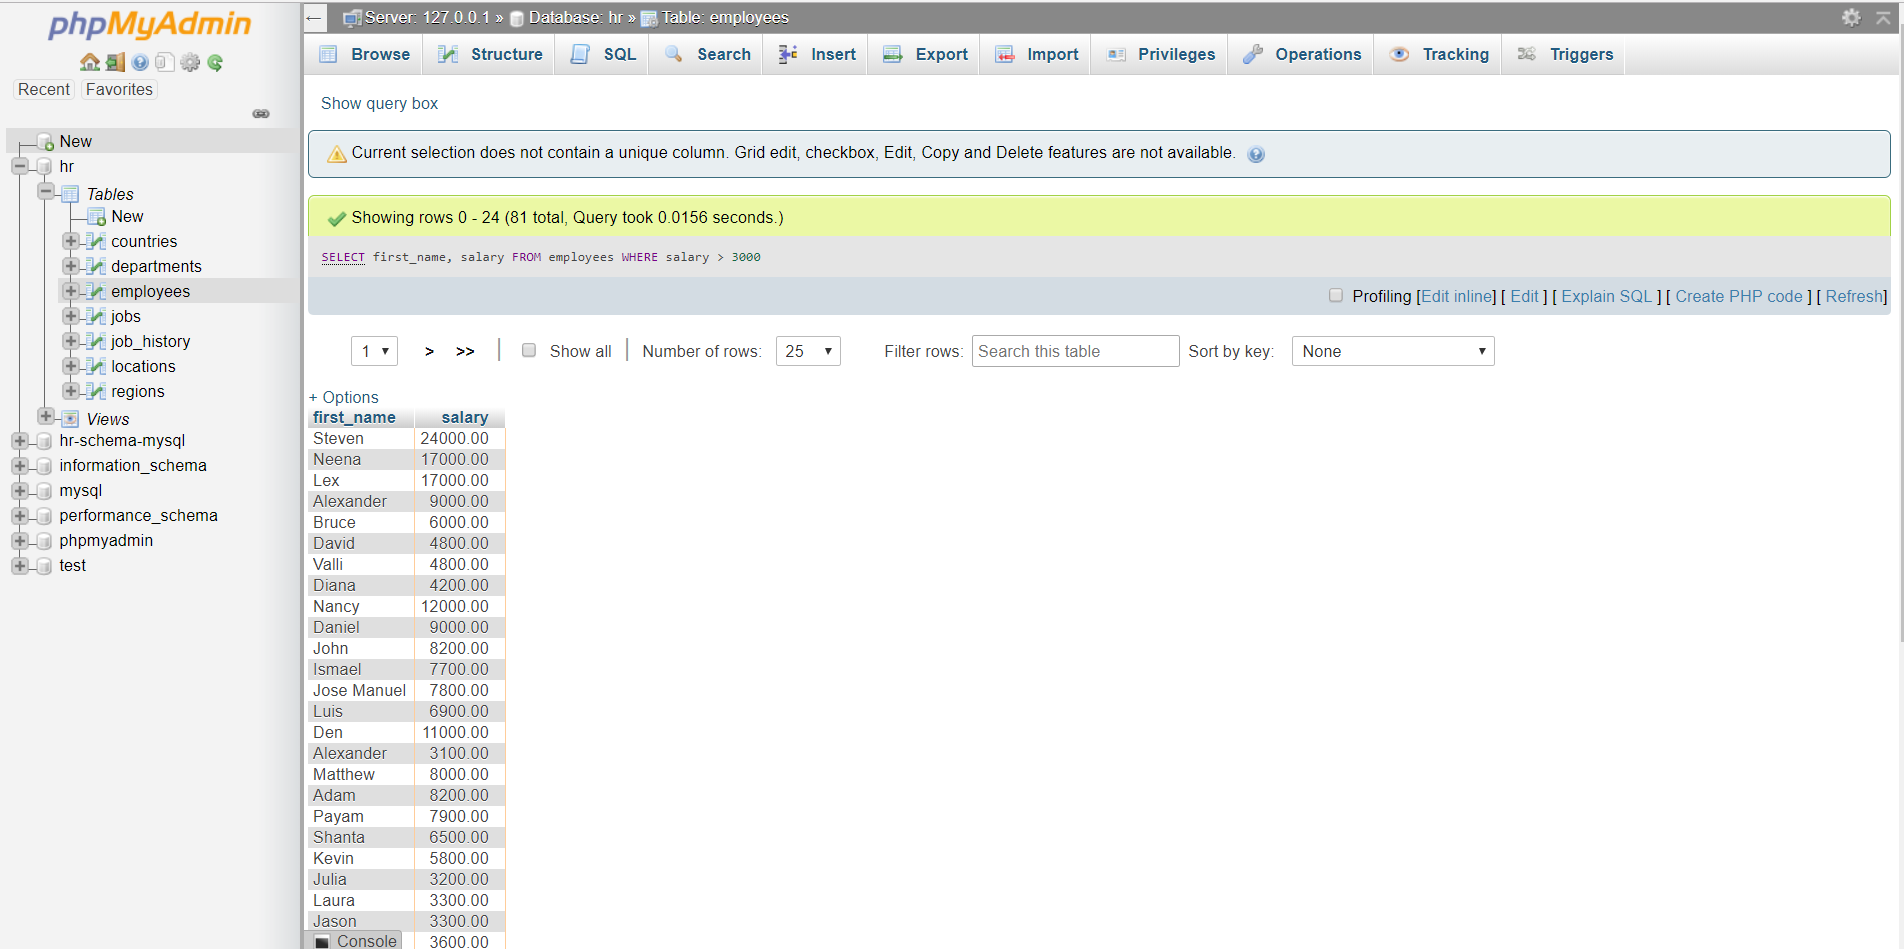 phpMyAdmin
Recent Favorites
New
hr
Tables
New
countries
departments
employees
jobs
job_history
locations
regions
Views
hr-schema-mysql
information_schema
mysql
performance_schema
phpmyadmin
test
← Server: 127.0.0.1 » Database: hr » Table: employees
Browse Structure SQL Search Insert Export Import Privileges Operations Tracking Triggers
Show query box
Current selection does not contain a unique column. Grid edit, checkbox, Edit, Copy and Delete features are not available.
Showing rows 0 - 24 (81 total, Query took 0.0156 seconds.)
SELECT first_name, salary FROM employees WHERE salary > 3000
Profiling [Edit inline] [ Edit ] [ Explain SQL ] [ Create PHP code ] [ Refresh]
1 > >> | Show all | Number of rows: 25 Filter rows: Search this table Sort by key: None
+ Options
first_name salary
Steven 24000.00
Neena 17000.00
Lex 17000.00
Alexander 9000.00
Bruce 6000.00
David 4800.00
Valli 4800.00
Diana 4200.00
Nancy 12000.00
Daniel 9000.00
John 8200.00
Ismael 7700.00
Jose Manuel 7800.00
Luis 6900.00
Den 11000.00
Alexander 3100.00
Matthew 8000.00
Adam 8200.00
Payam 7900.00
Shanta 6500.00
Kevin 5800.00
Julia 3200.00
Laura 3300.00
Jason 3300.00
Console 3600.00